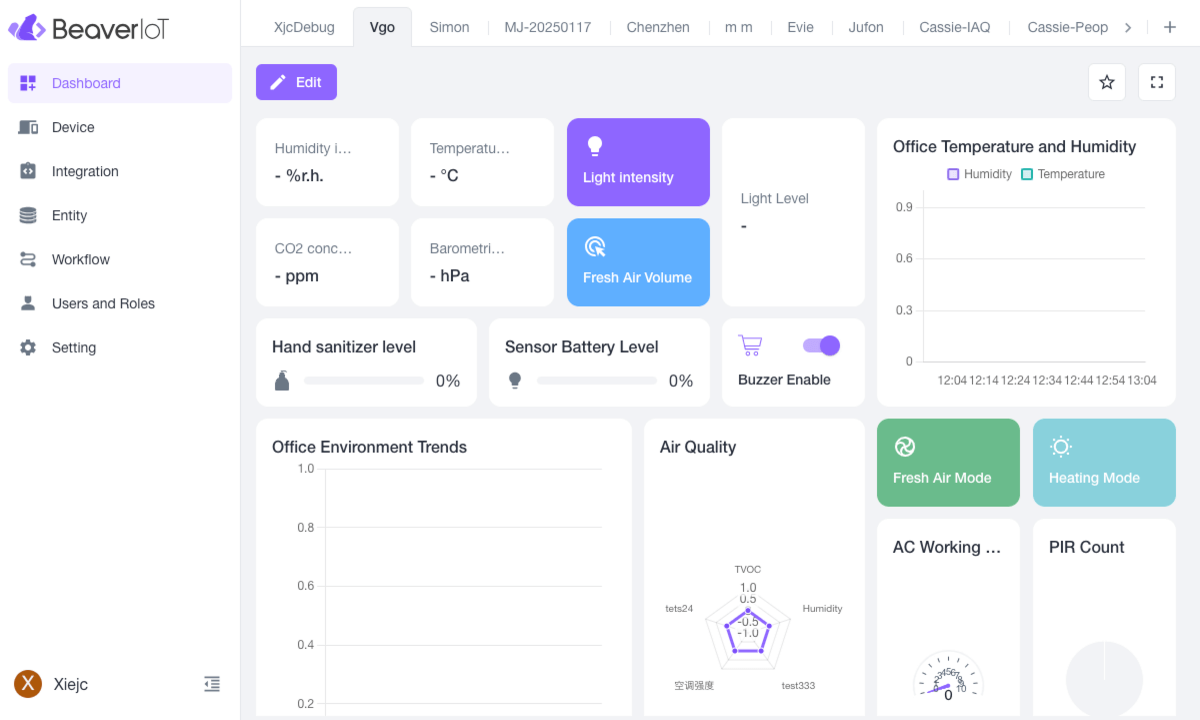 BeaverIoT
XjcDebug
Vgo
Simon
MJ-20250117
Chenzhen
m m
Evie
Jufon
Cassie-IAQ
Cassie-Peop
Dashboard
Device
Integration
Entity
Workflow
Users and Roles
Setting
X
Xiejc
Edit
Humidity i...
- %r.h.
Temperatu...
- °C
Light intensity
Light Level
-
CO2 conc...
- ppm
Barometri...
- hPa
Fresh Air Volume
Office Temperature and Humidity
Humidity
Temperature
0.9
0.6
0.3
0
12:04 12:14 12:24 12:34 12:44 12:54 13:04
Hand sanitizer level
0%
Sensor Battery Level
0%
Buzzer Enable
Office Environment Trends
1.0
0.8
0.6
0.4
0.2
Air Quality
TVOC
1.0
0.5
-0.5
-1.0
tets24
Humidity
空调强度
test333
Fresh Air Mode
Heating Mode
AC Working ...
0
PIR Count